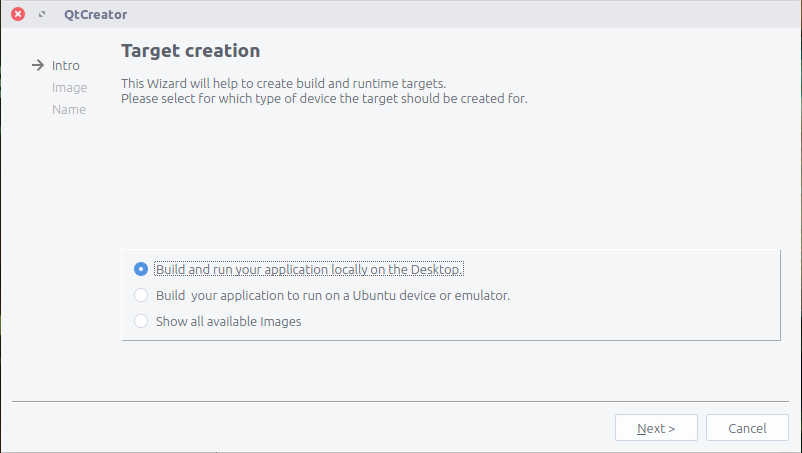 QtCreator
Target creation
Intro
Image
Name
This Wizard will help to create build and runtime targets.
Please select for which type of device the target should be created for.
Build and run your application locally on the Desktop.
Build  your application to run on a Ubuntu device or emulator.
Show all available Images
Next >
Cancel